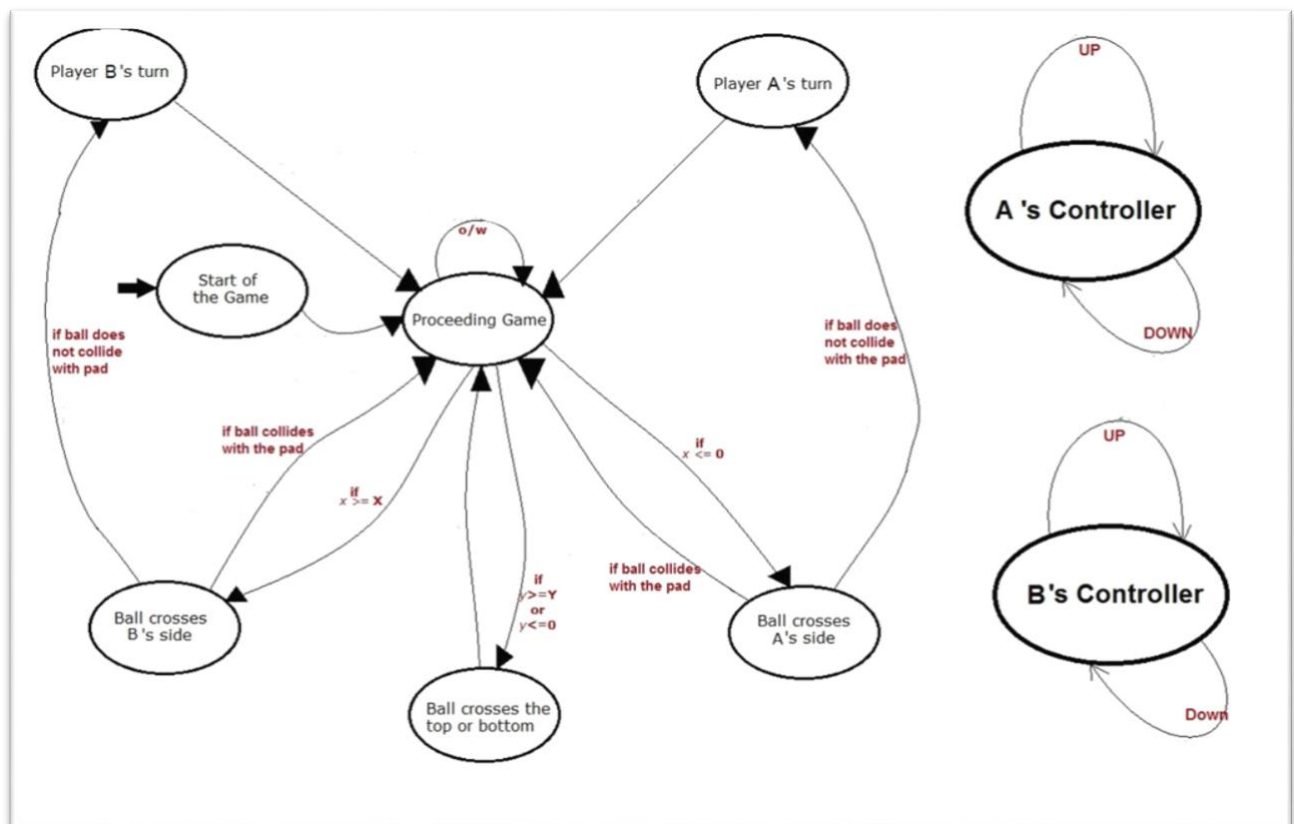 Player B's turn
Player A's turn
UP
A 's Controller
DOWN
o/w
Start of
the Game
Proceeding Game
if ball does
not collide
with pad
if ball does
not collide
with the pad
if ball collides
with the pad
if
x <= 0
if
x >= X
UP
B's Controller
Down
if ball collides
with the pad
if
y>=Y
or
y<=0
Ball crosses
B's side
Ball crosses
A's side
Ball crosses the
top or bottom